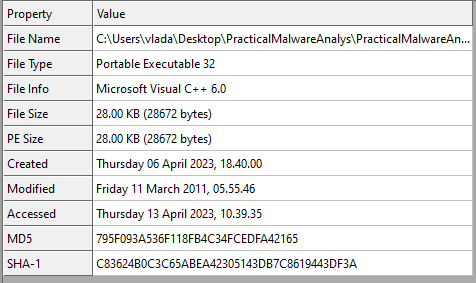 Property Value
File Name C:\Users\vlada\Desktop\PracticalMalwareAnalys\PracticalMalwareAn...
File Type Portable Executable 32
File Info Microsoft Visual C++ 6.0
File Size 28.00 KB (28672 bytes)
PE Size 28.00 KB (28672 bytes)
Created Thursday 06 April 2023, 18.40.00
Modified Friday 11 March 2011, 05.55.46
Accessed Thursday 13 April 2023, 10.39.35
MD5 795F093A536F118FB4C34FCEDFA42165
SHA-1 C83624B0C3C65ABEA42305143DB7C8619443DF3A